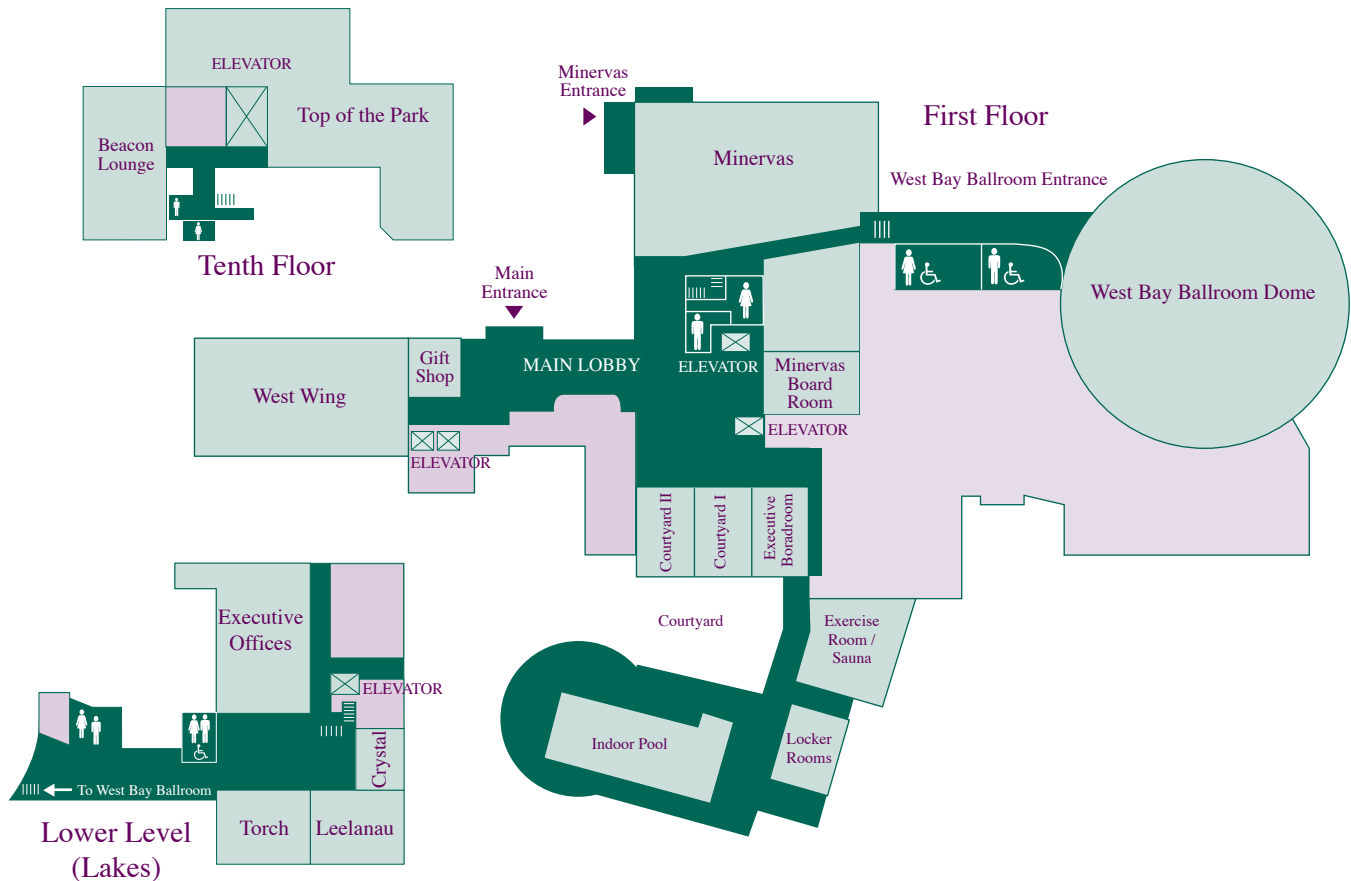 ELEVATOR
Top of the Park
Beacon
Lounge
Tenth Floor
Minervas
Entrance
First Floor
Minervas
West Bay Ballroom Entrance
West Bay Ballroom Dome
Main
Entrance
Gift
Shop
MAIN LOBBY
ELEVATOR
Minervas
Board
Room
West Wing
ELEVATOR
ELEVATOR
Courtyard II
Courtyard I
Executive
Boradroom
Courtyard
Exercise
Room /
Sauna
Indoor Pool
Locker
Rooms
Executive
Offices
ELEVATOR
Crystal
To West Bay Ballroom
Torch
Leelanau
Lower Level
(Lakes)